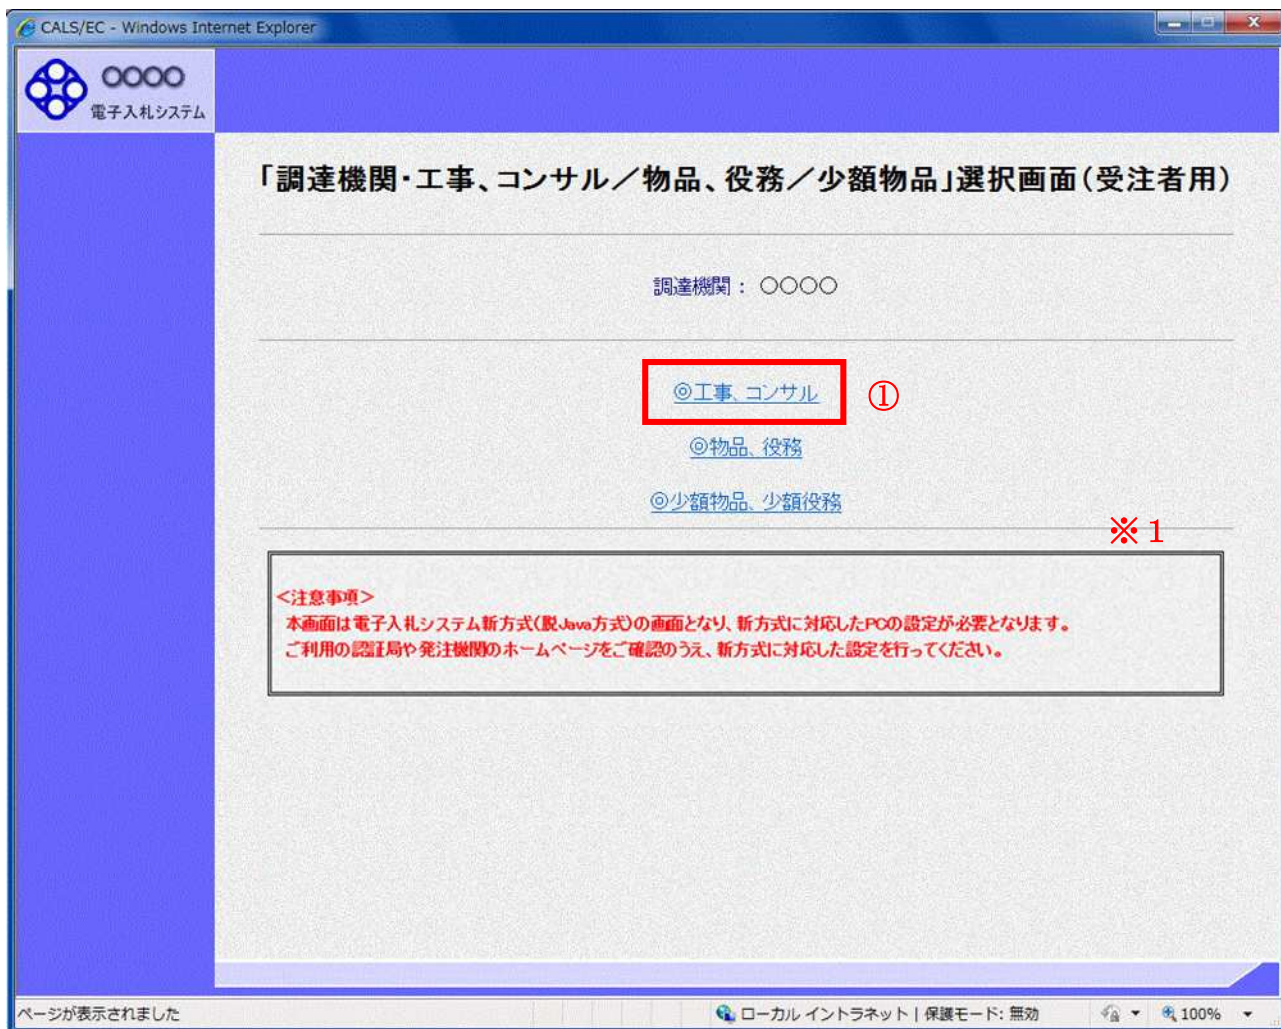 CALS/EC - Windows Internet Explorer
○○○○
電子入札システム
「調達機関・工事、コンサル／物品、役務／少額物品」選択画面（受注者用）
調達機関： ○○○○
◎工事、コンサル ①
◎物品、役務
◎少額物品、少額役務
※１
＜注意事項＞
本画面は電子入札システム新方式(脱Java方式)の画面となり、新方式に対応したPCの設定が必要となります。
ご利用の認証局や発注機関のホームページをご確認のうえ、新方式に対応した設定を行ってください。
ページが表示されました ローカル イントラネット | 保護モード: 無効 100%